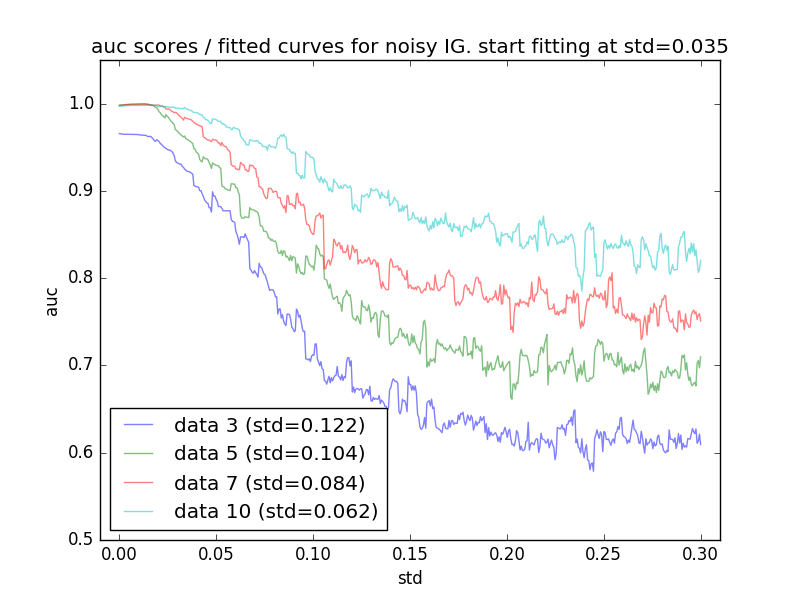 auc scores / fitted curves for noisy IG. start fitting at std=0.035
1.0
0.9
0.8
0.7
0.6
0.5
auc
data 3 (std=0.122)
data 5 (std=0.104)
data 7 (std=0.084)
data 10 (std=0.062)
0.00 0.05 0.10 0.15 0.20 0.25 0.30
std